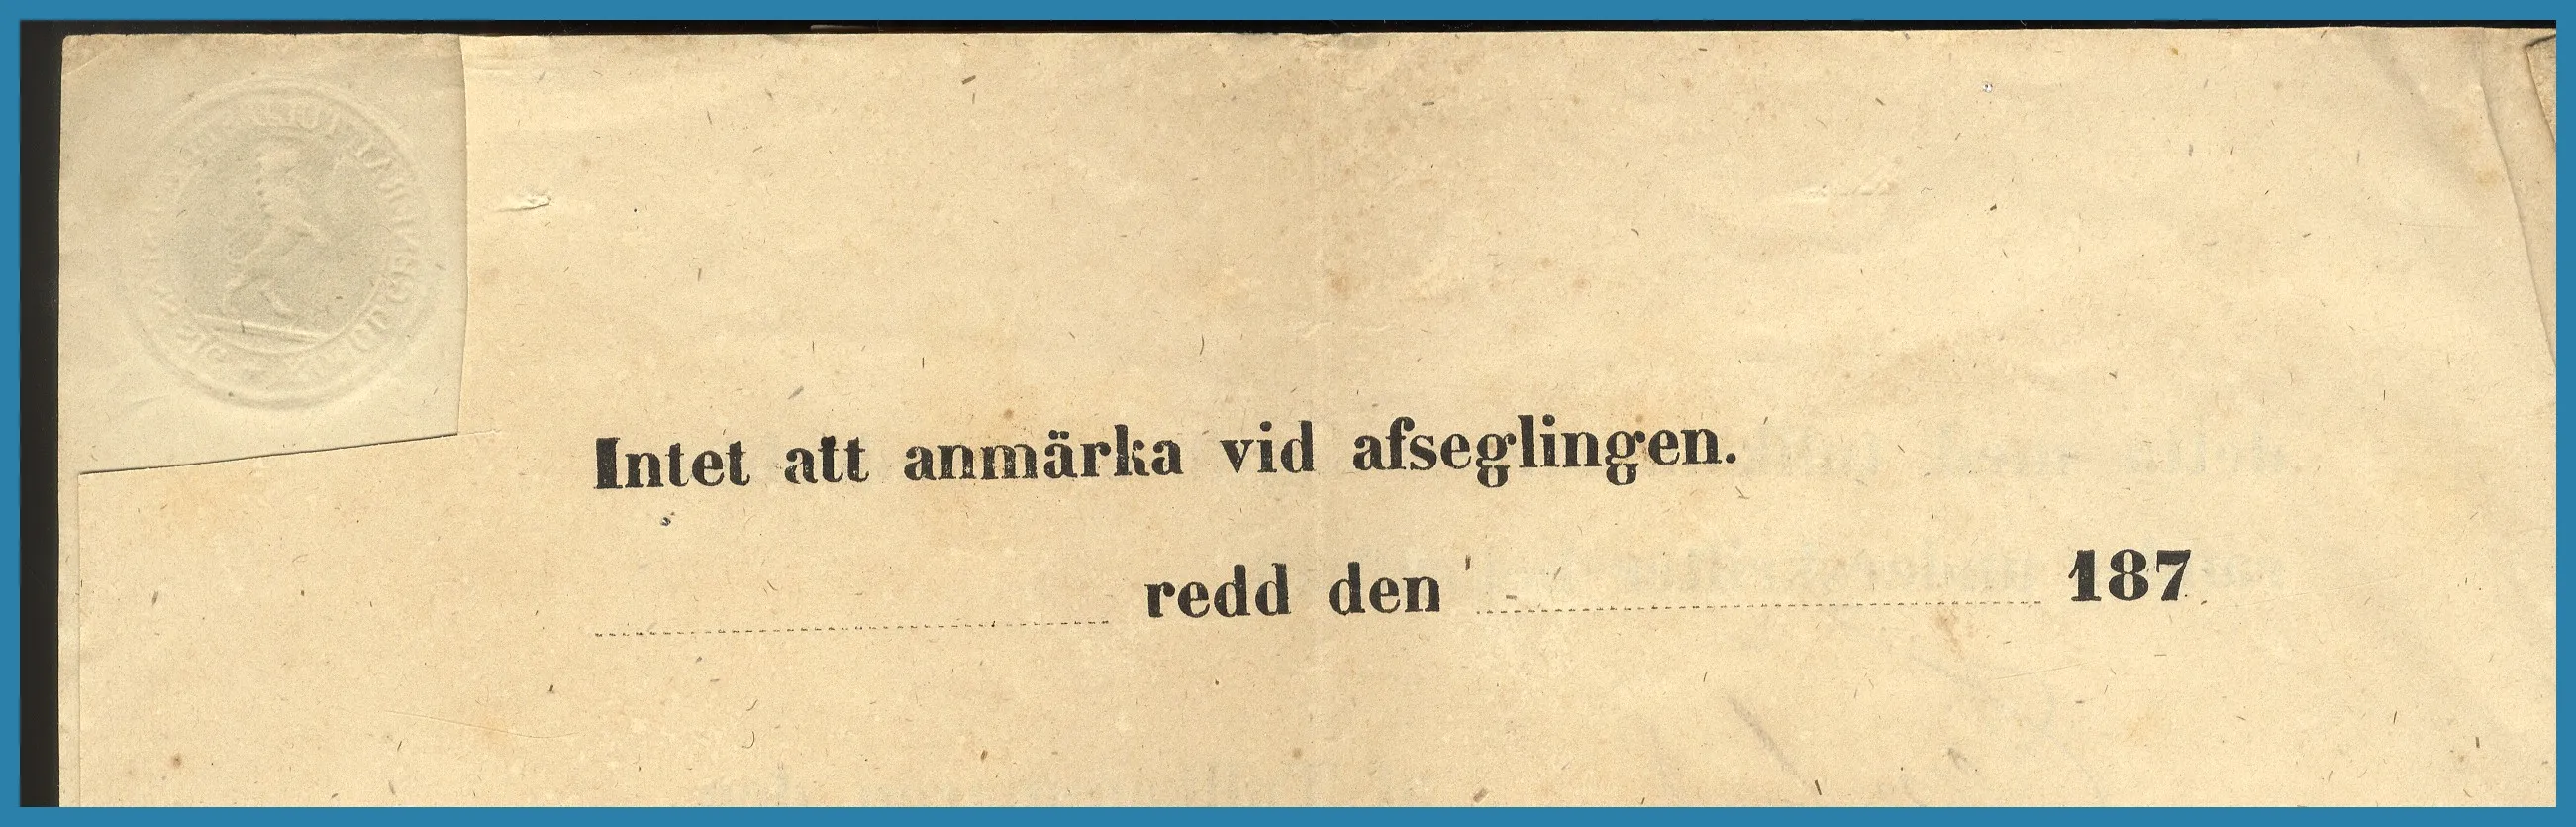 Intet att anmärka vid afseglingen.
redd den 187